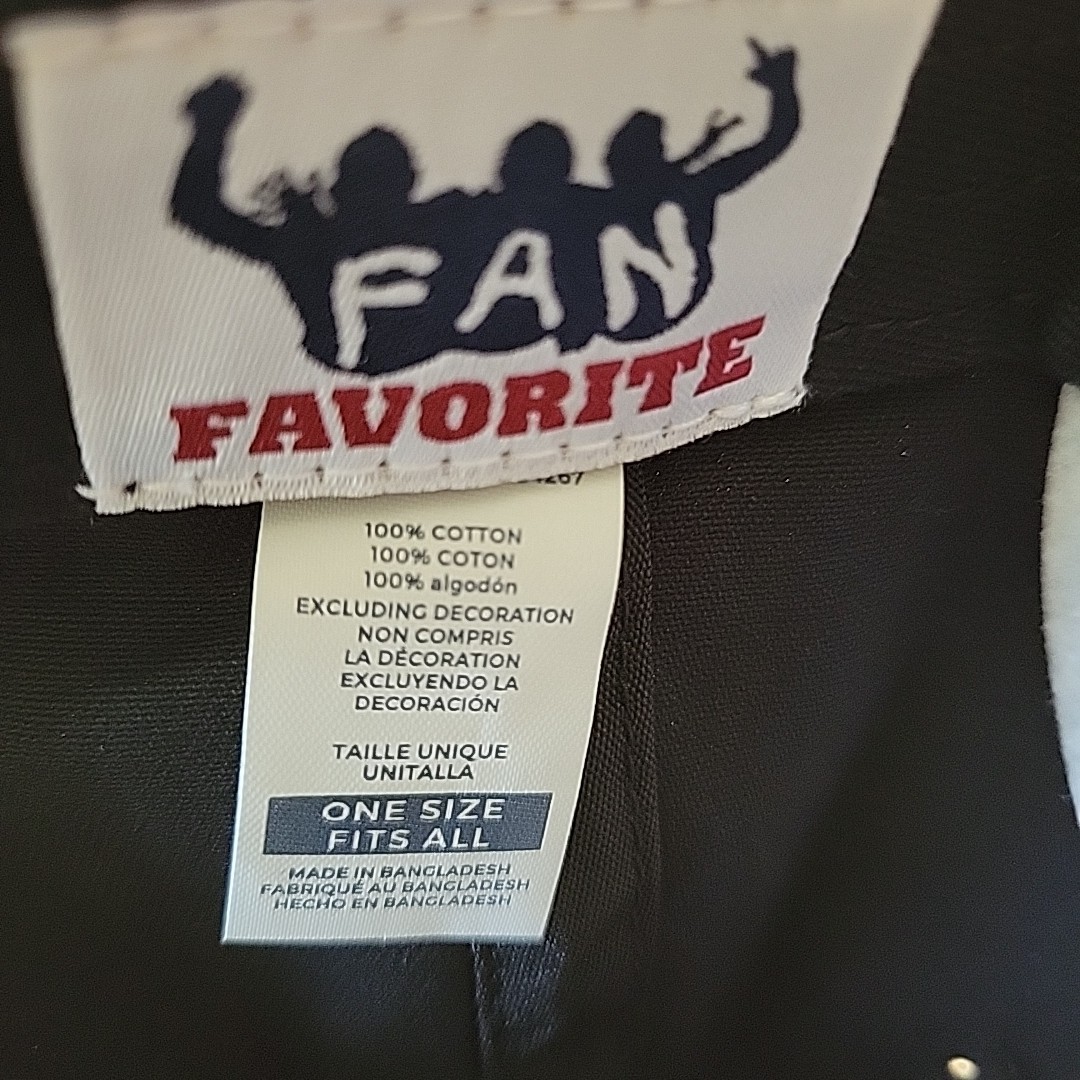 FAN
FAVORITE
100% COTTON
100% COTON
100% algodón
EXCLUDING DECORATION
NON COMPRIS
LA DÉCORATION
EXCLUYENDO LA
DECORACIÓN
TAILLE UNIQUE
UNITALLA
ONE SIZE
FITS ALL
MADE IN BANGLADESH
FABRIQUÉ AU BANGLADESH
HECHO EN BANGLADESH